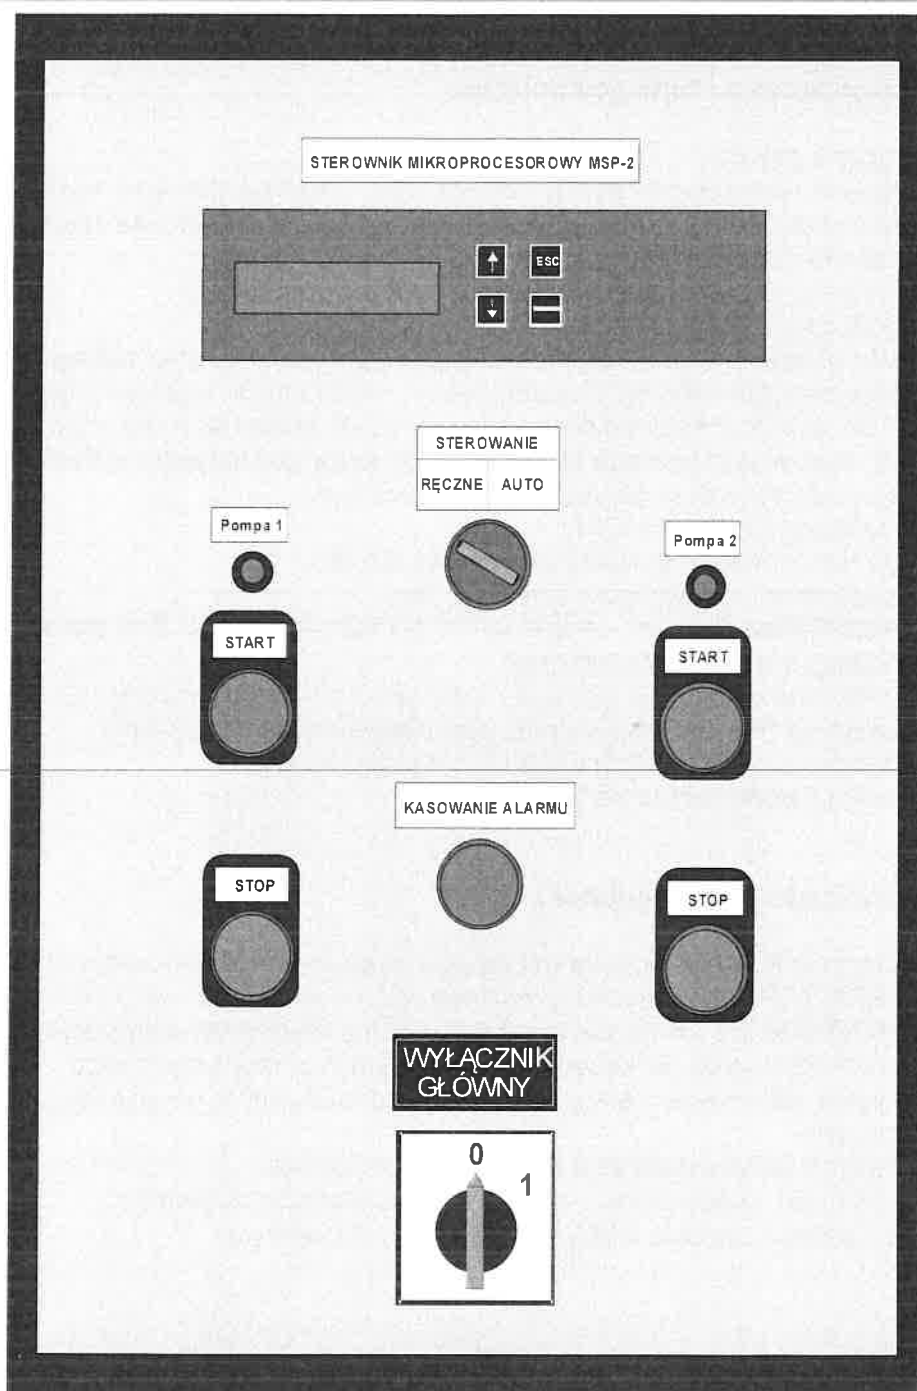 STEROWNIK MIKROPROCESOROWY MSP-2
ESC
STEROWANIE
RĘCZNE AUTO
Pompa 1
Pompa 2
START
START
KASOWANIE ALARMU
STOP
STOP
WYŁĄCZNIK
GŁÓWNY
0
1